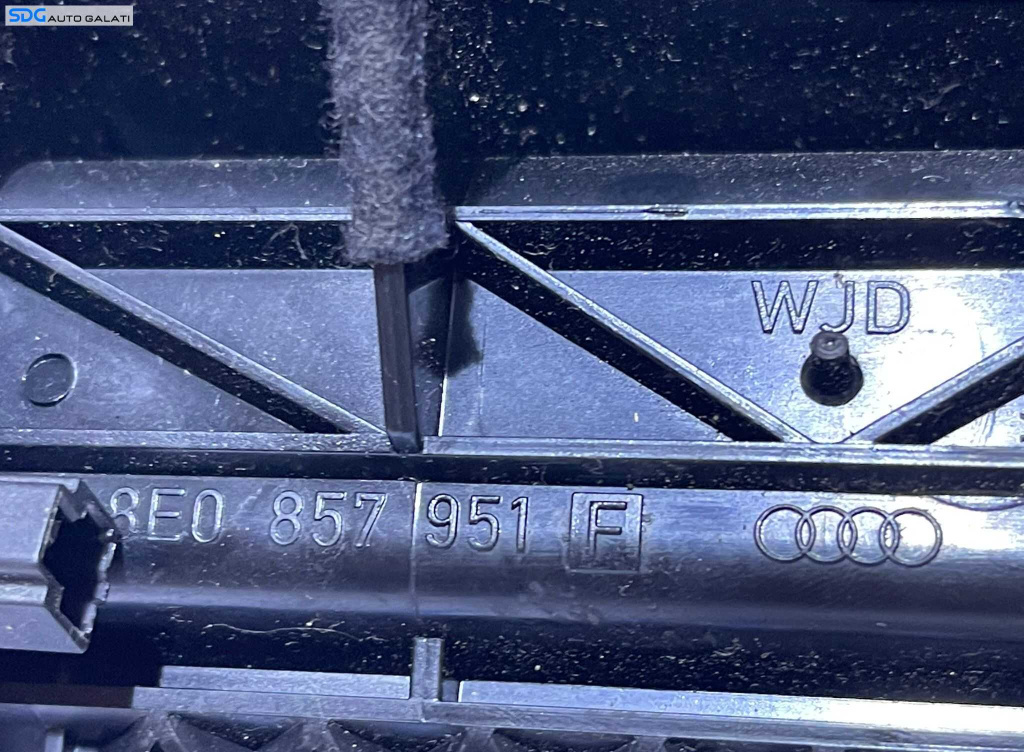 SDG AUTO GALATI
WJD
8E0 857 951 F